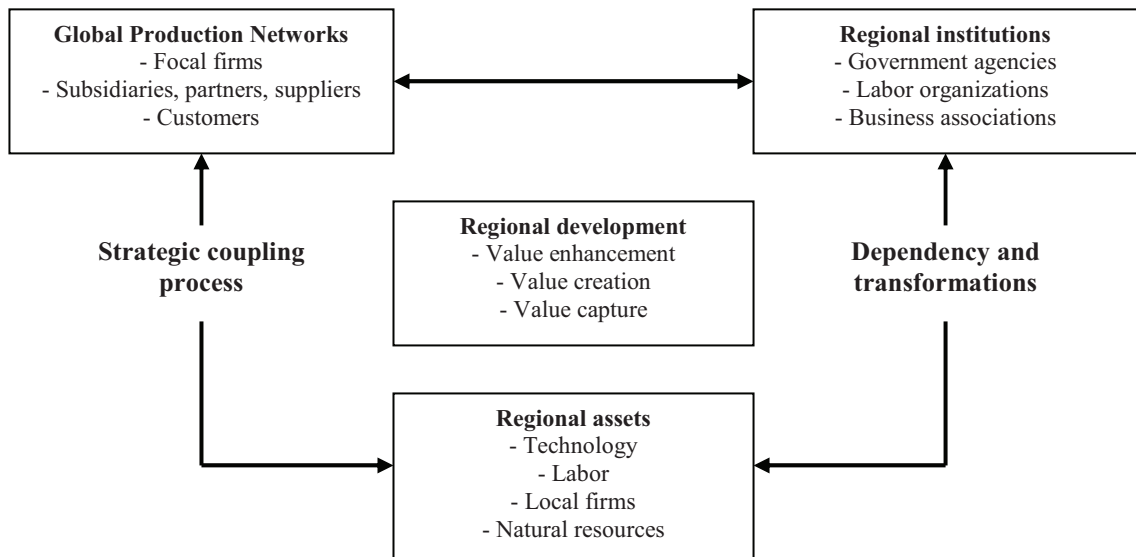 Global Production Networks
- Focal firms
- Subsidiaries, partners, suppliers
- Customers
Regional institutions
- Government agencies
- Labor organizations
- Business associations
Strategic coupling
process
Regional development
- Value enhancement
- Value creation
- Value capture
Dependency and
transformations
Regional assets
- Technology
- Labor
- Local firms
- Natural resources